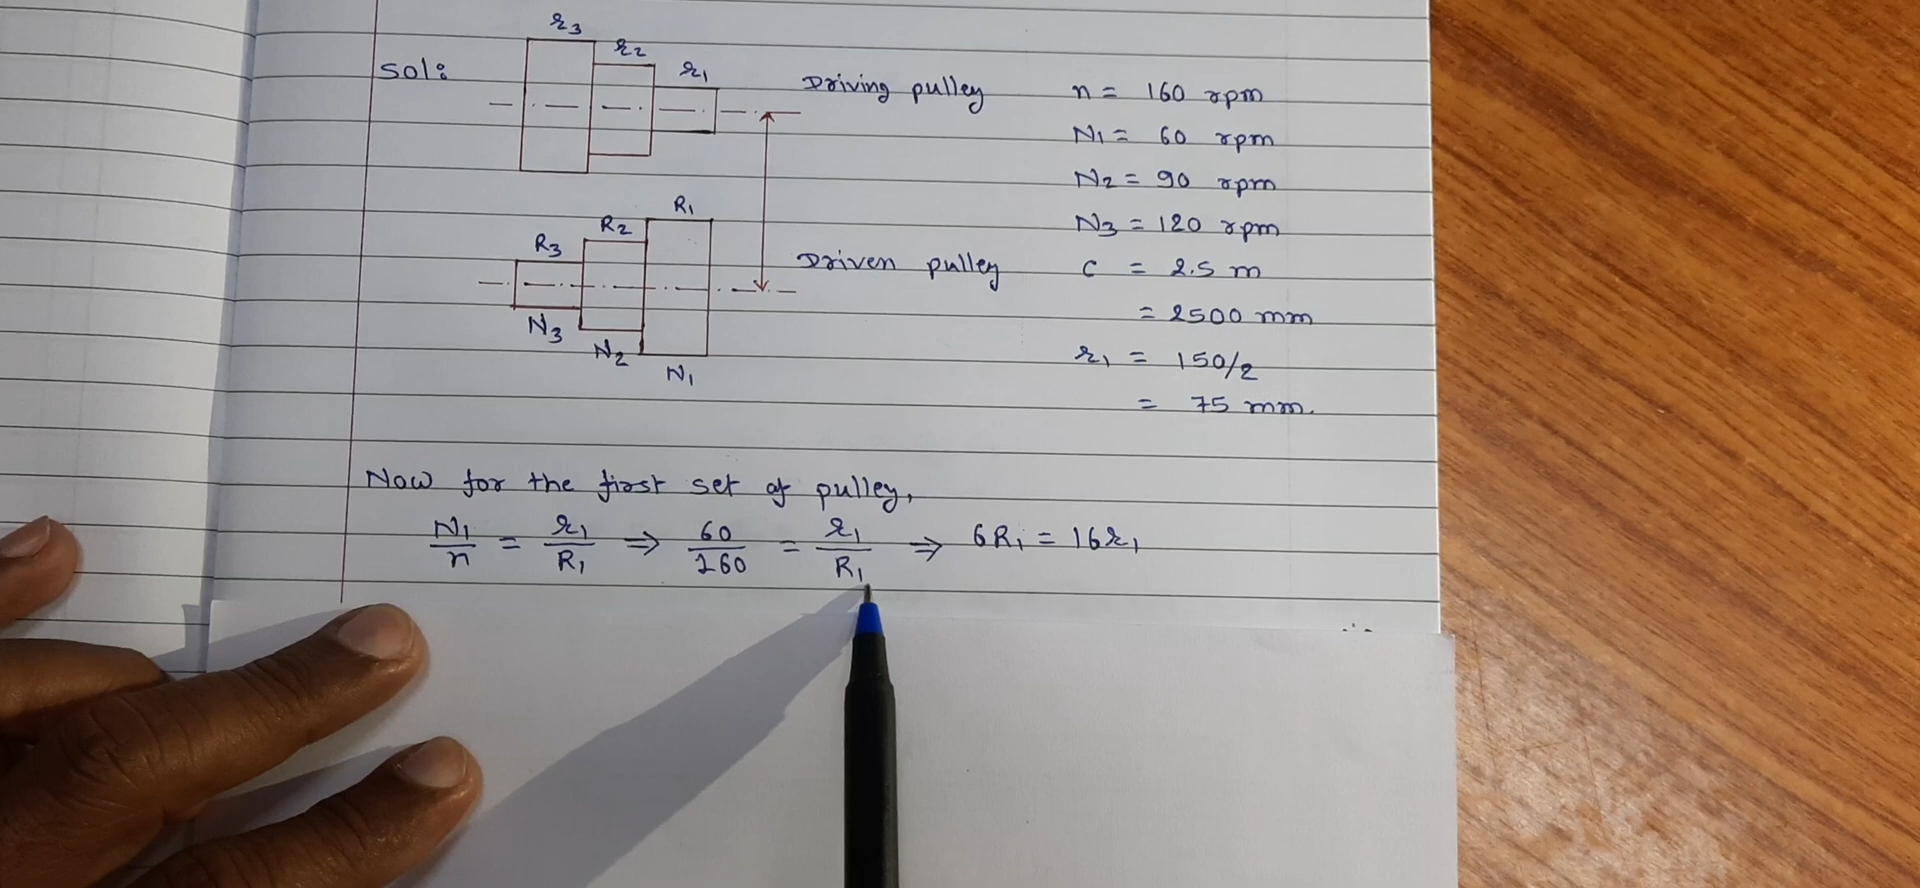 r3
r2
r1
Sol:
Driving pulley
n = 160 rpm
N1 = 60 rpm
N2 = 90 rpm
N3 = 120 rpm
R1
R2
R3
Driven pulley
c = 2.5 m
= 2500 mm
N3
N2
N1
r1 = 150/2
= 75 mm.
Now for the first set of pulley,
N1/n = r1/R1 ⇒ 60/160 = r1/R1 ⇒ 6R1 = 16r1